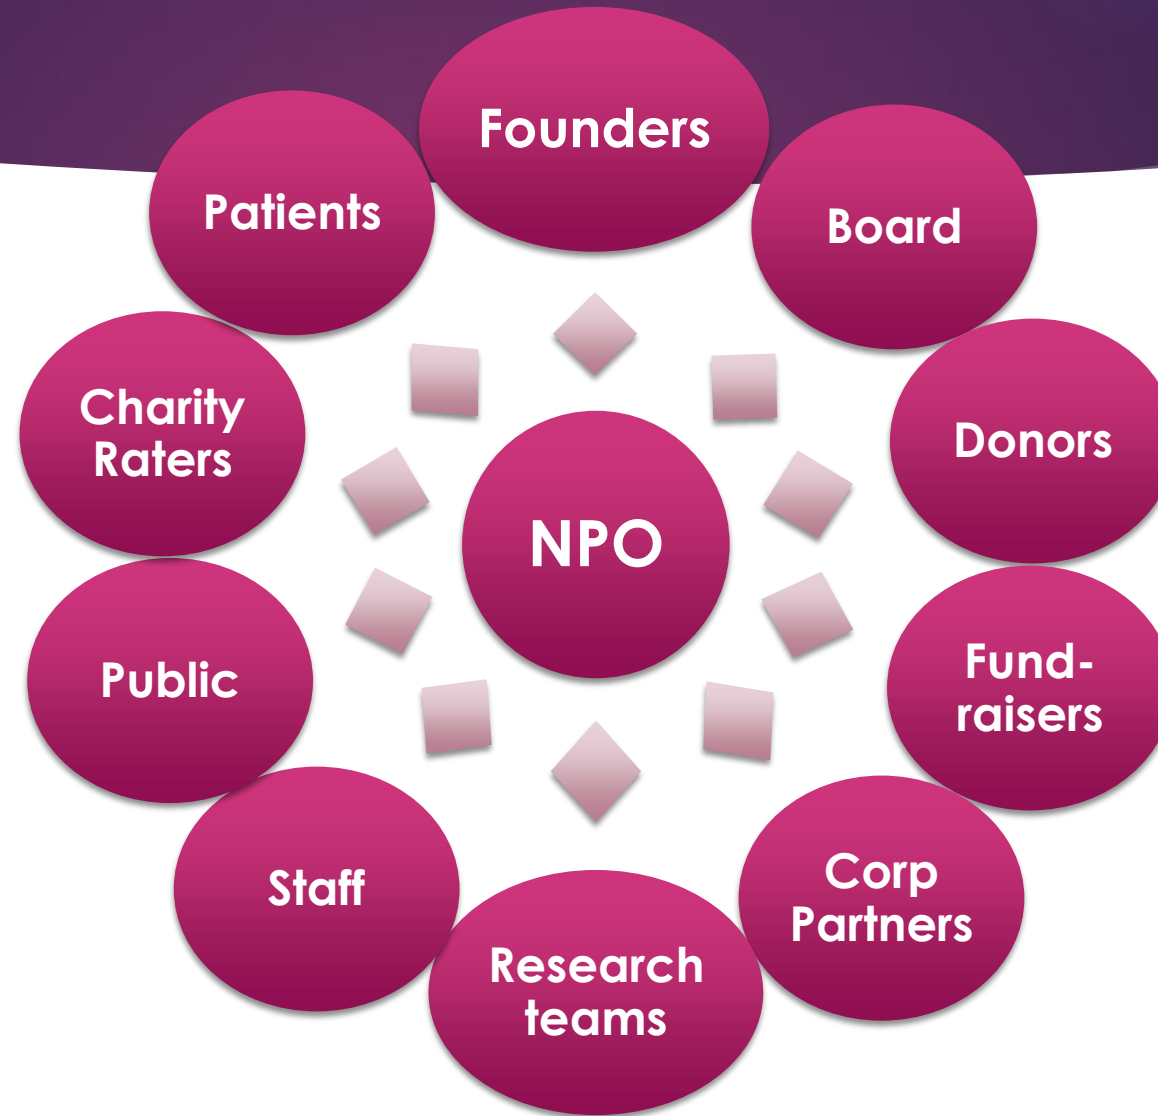 Founders
Patients
Board
Charity
Raters
Donors
NPO
Public
Fund-
raisers
Staff
Corp
Partners
Research
teams